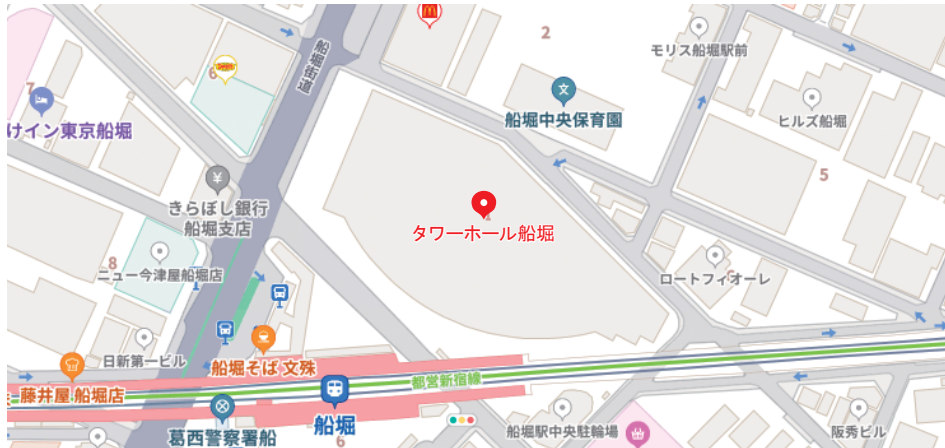 船堀街道
2
モリス船堀駅前
7
6
けイン東京船堀
文
船堀中央保育園
ヒルズ船堀
5
¥
きらぼし銀行
船堀支店
タワーホール船堀
8
ニュー今津屋船堀店
ロートフィオーレ
日新第一ビル
船堀そば 文殊
藤井屋 船堀店
都営新宿線
船堀
葛西警察署船
6
船堀駅中央駐輪場
阪秀ビル